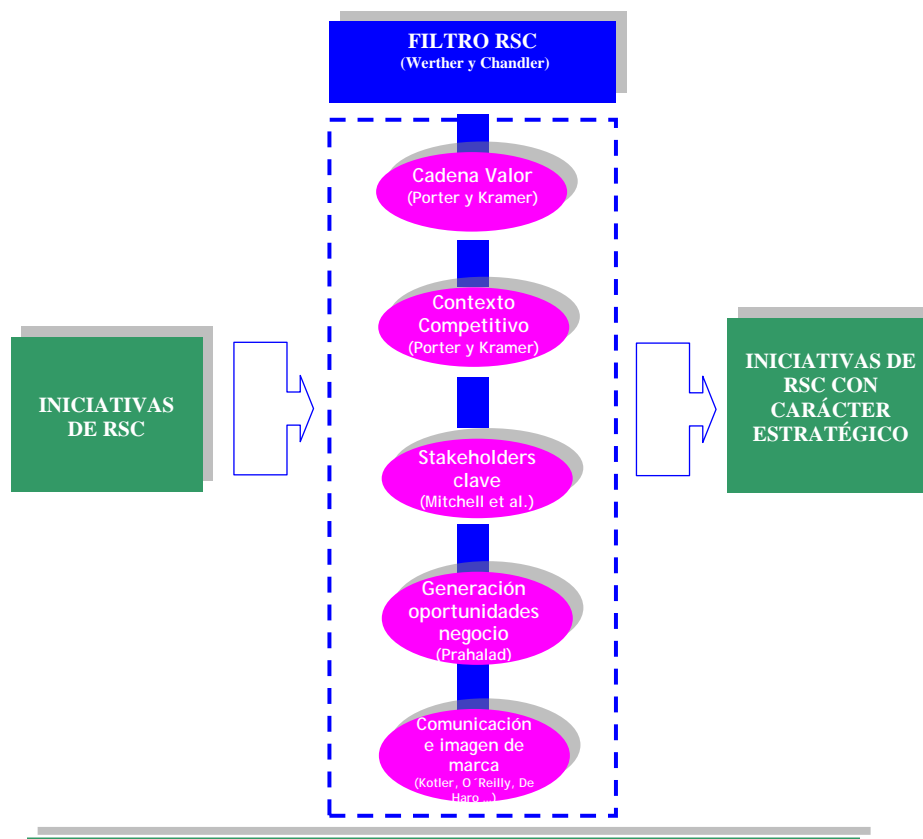 FILTRO RSC
(Werther y Chandler)
Cadena Valor
(Porter y Kramer)
Contexto
Competitivo
(Porter y Kramer)
INICIATIVAS
DE RSC
INICIATIVAS DE
RSC CON
CARÁCTER
ESTRATÉGICO
Stakeholders
clave
(Mitchell et al.)
Generación
oportunidades
negocio
(Prahalad)
Comunicación
e imagen de
marca
(Kotler, O´Reilly, De
Haro...)